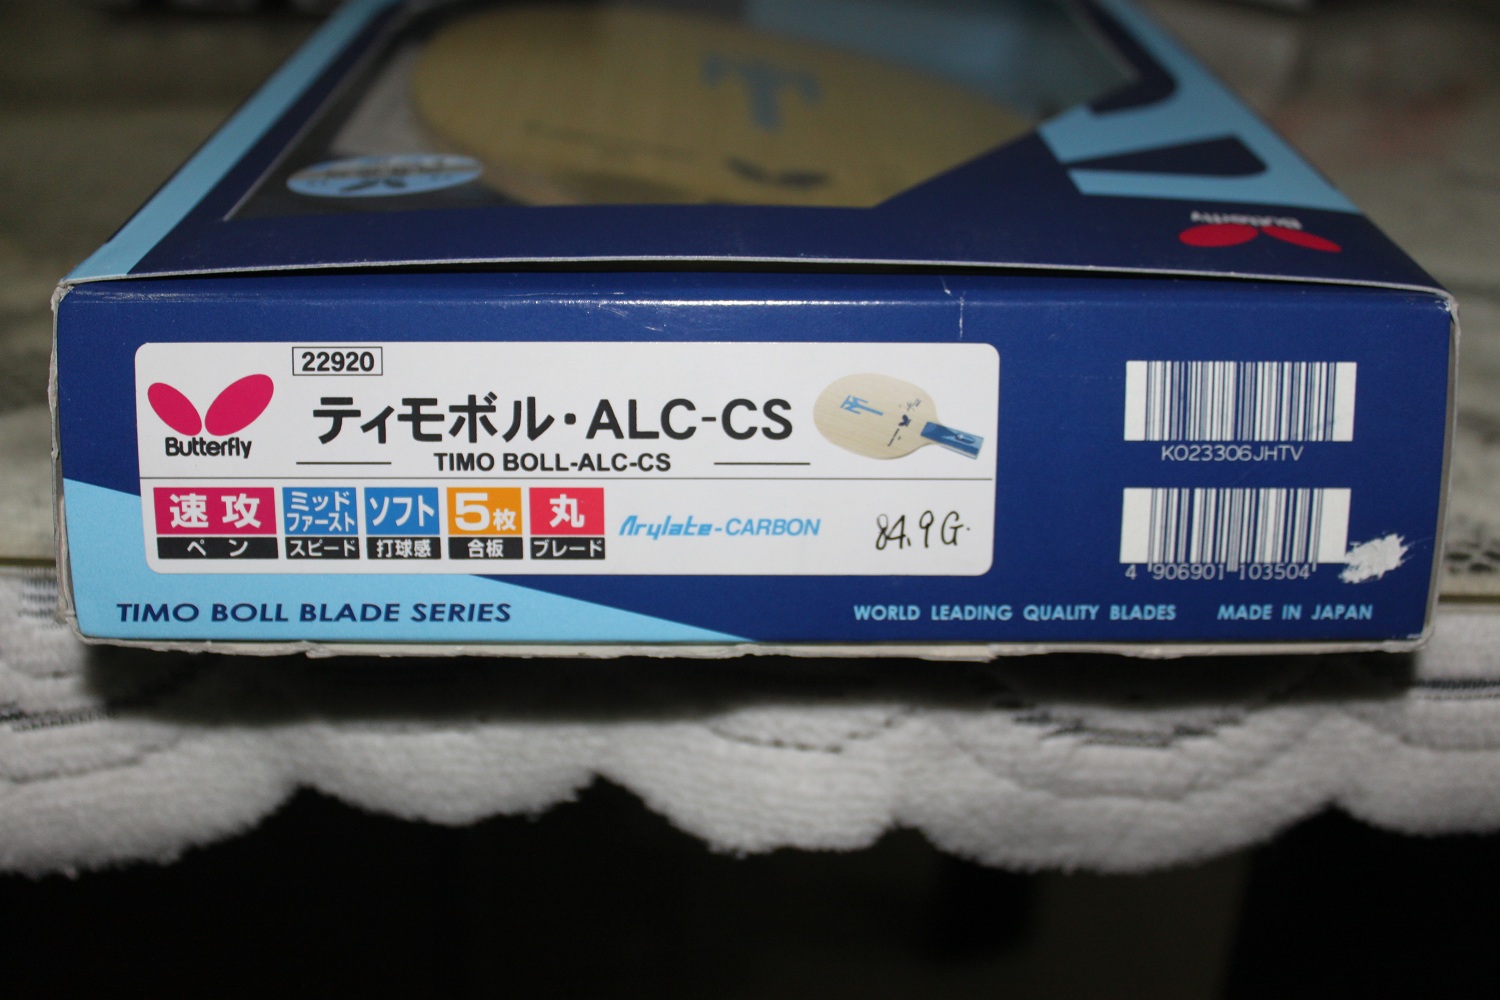 Butterfly
22920
ティモボル・ALC-CS
TIMO BOLL-ALC-CS
Butterfly
速攻
ペン
ミッド
ファースト
スピード
ソフト
打球感
5枚
合板
丸
ブレード
Arylate-CARBON
84.9G.
K023306JHTV
4 906901 103504
TIMO BOLL BLADE SERIES
WORLD LEADING QUALITY BLADES MADE IN JAPAN